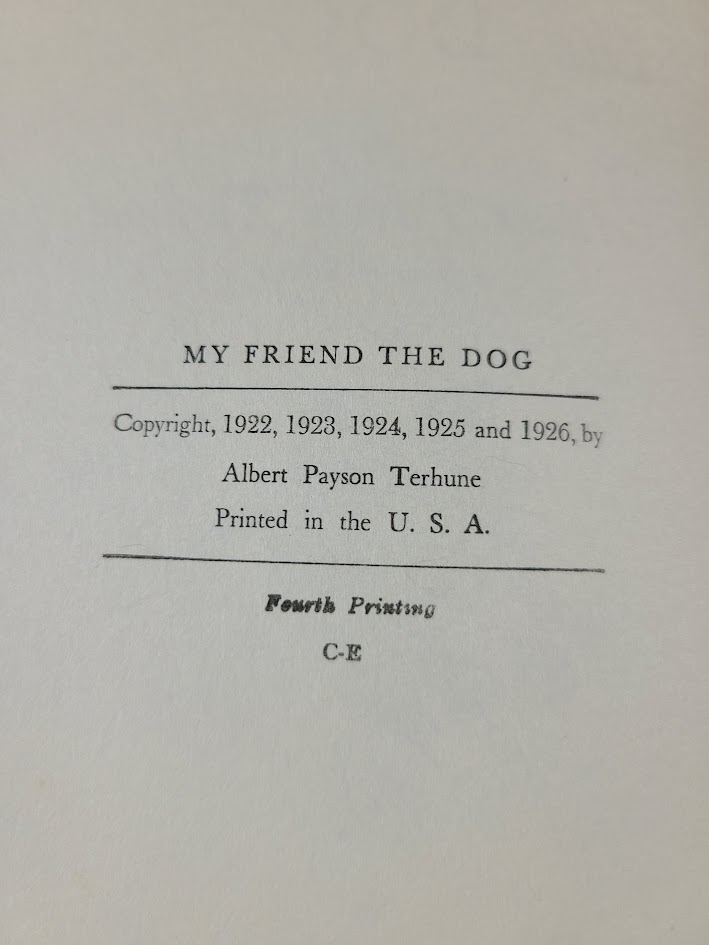 MY FRIEND THE DOG
Copyright, 1922, 1923, 1924, 1925 and 1926, by
Albert Payson Terhune
Printed in the U. S. A.
Fourth Printing
C-E